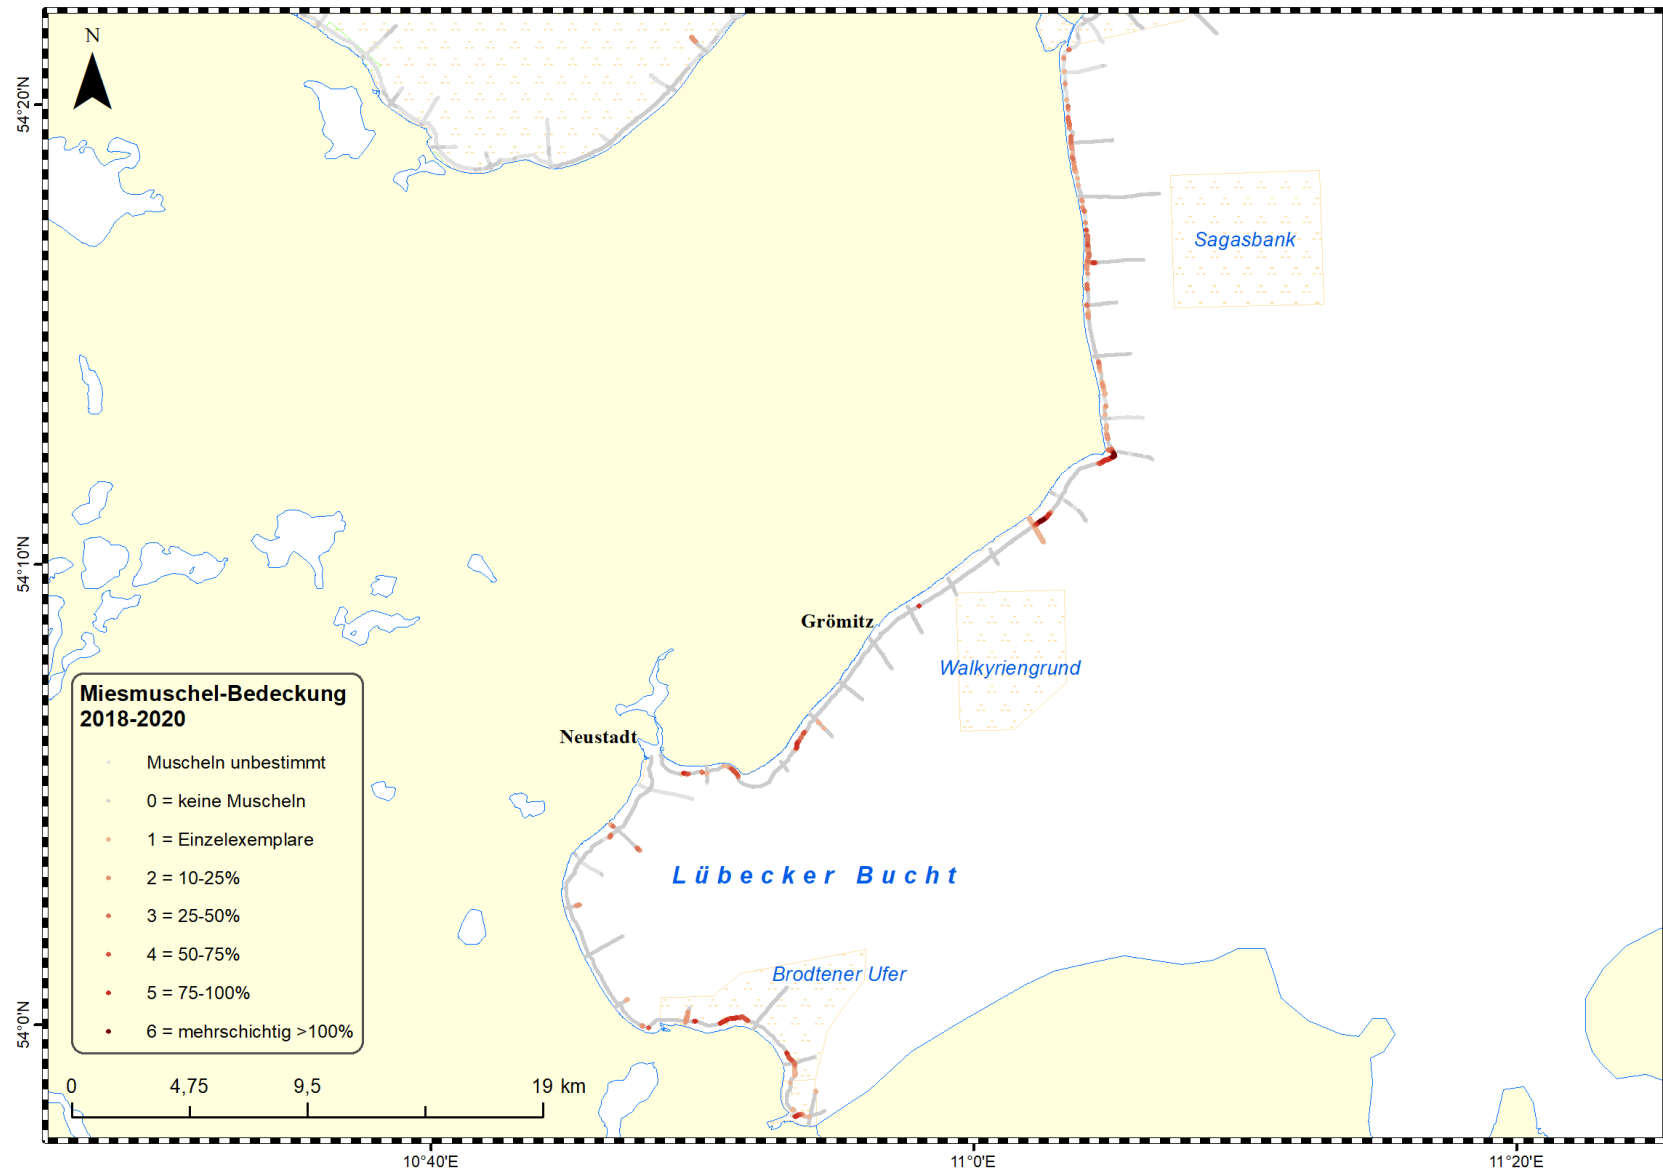 N
54°20'N
Sagasbank
54°10'N
Grömitz
Walkyriengrund
Neustadt
Miesmuschel-Bedeckung
2018-2020
Muscheln unbestimmt
0 = keine Muscheln
1 = Einzelexemplare
2 = 10-25%
3 = 25-50%
4 = 50-75%
5 = 75-100%
6 = mehrschichtig >100%
Lübecker Bucht
Brodtener Ufer
54°0'N
0 4,75 9,5 19 km
10°40'E 11°0'E 11°20'E